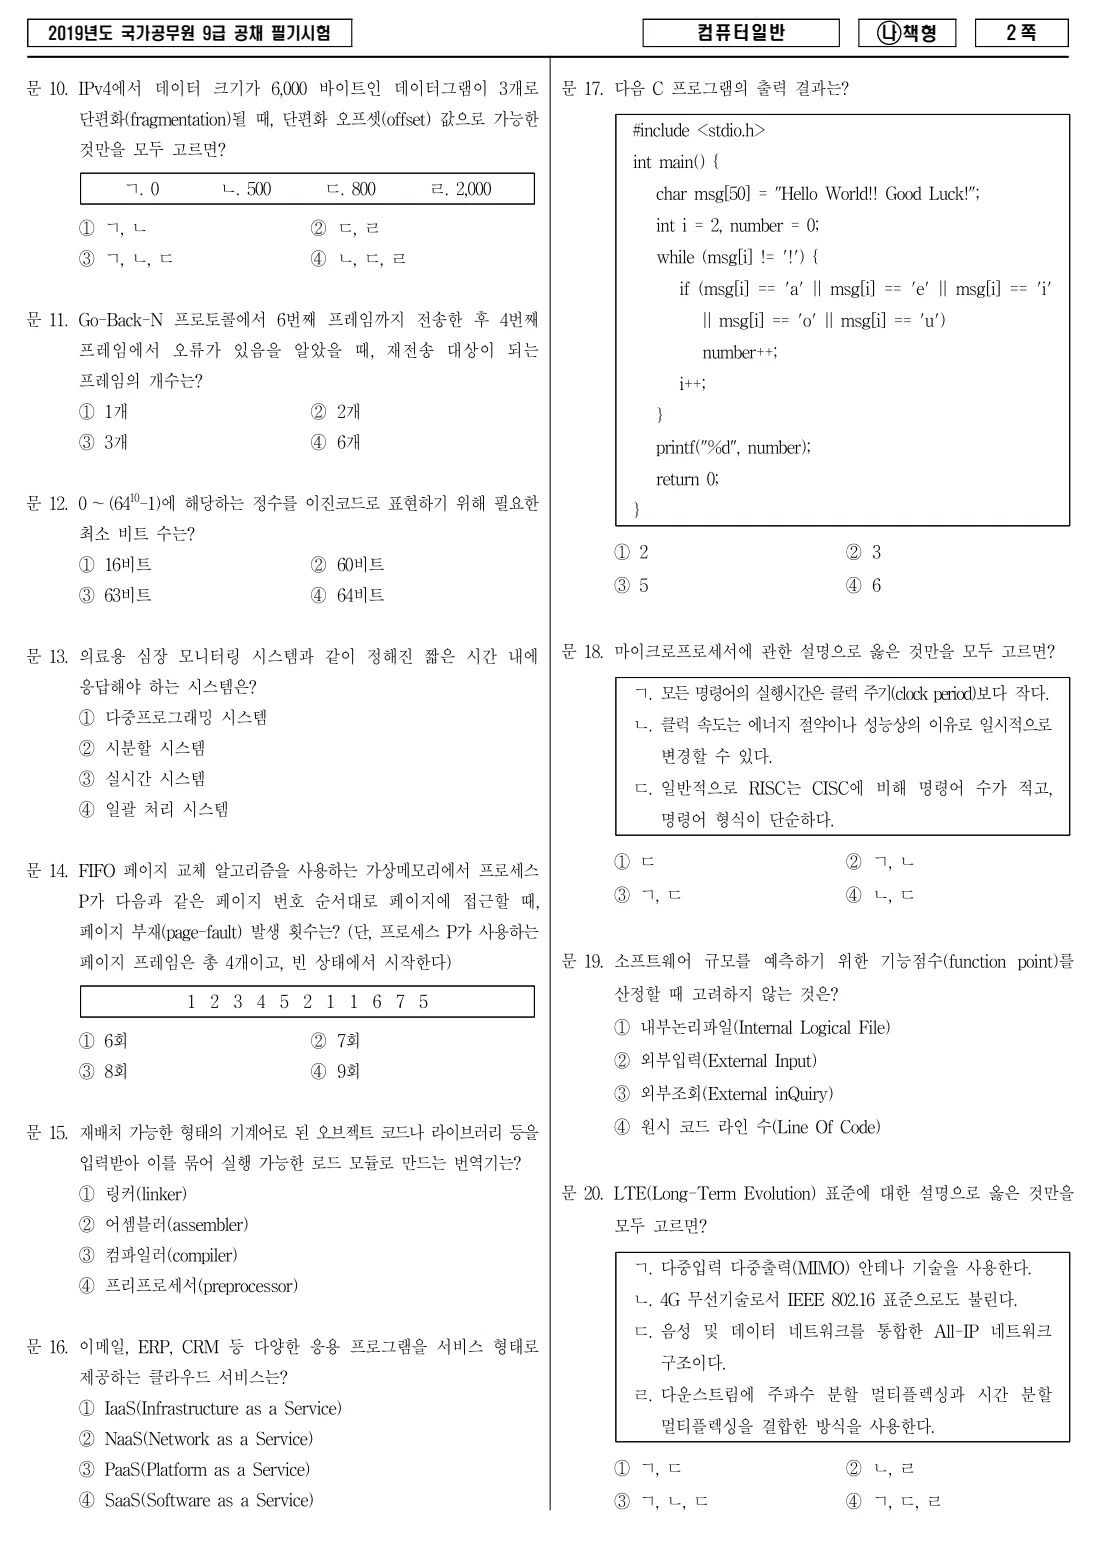 2019년도 국가공무원 9급 공채 필기시험
컴퓨터일반
㉯책형
2쪽
문 10. IPv4에서 데이터 크기가 6,000 바이트인 데이터그램이 3개로
단편화(fragmentation)될 때, 단편화 오프셋(offset) 값으로 가능한
것만을 모두 고르면?
ㄱ. 0 ㄴ. 500 ㄷ. 800 ㄹ. 2,000
① ㄱ, ㄴ ② ㄷ, ㄹ
③ ㄱ, ㄴ, ㄷ ④ ㄴ, ㄷ, ㄹ
문 11. Go-Back-N 프로토콜에서 6번째 프레임까지 전송한 후 4번째
프레임에서 오류가 있음을 알았을 때, 재전송 대상이 되는
프레임의 개수는?
① 1개 ② 2개
③ 3개 ④ 6개
문 12. 0 ~ (64¹⁰-1)에 해당하는 정수를 이진코드로 표현하기 위해 필요한
최소 비트 수는?
① 16비트 ② 60비트
③ 63비트 ④ 64비트
문 13. 의료용 심장 모니터링 시스템과 같이 정해진 짧은 시간 내에
응답해야 하는 시스템은?
① 다중프로그래밍 시스템
② 시분할 시스템
③ 실시간 시스템
④ 일괄 처리 시스템
문 14. FIFO 페이지 교체 알고리즘을 사용하는 가상메모리에서 프로세스
P가 다음과 같은 페이지 번호 순서대로 페이지에 접근할 때,
페이지 부재(page-fault) 발생 횟수는? (단, 프로세스 P가 사용하는
페이지 프레임은 총 4개이고, 빈 상태에서 시작한다)
1 2 3 4 5 2 1 1 6 7 5
① 6회 ② 7회
③ 8회 ④ 9회
문 15. 재배치 가능한 형태의 기계어로 된 오브젝트 코드나 라이브러리 등을
입력받아 이를 묶어 실행 가능한 로드 모듈로 만드는 번역기는?
① 링커(linker)
② 어셈블러(assembler)
③ 컴파일러(compiler)
④ 프리프로세서(preprocessor)
문 16. 이메일, ERP, CRM 등 다양한 응용 프로그램을 서비스 형태로
제공하는 클라우드 서비스는?
① IaaS(Infrastructure as a Service)
② NaaS(Network as a Service)
③ PaaS(Platform as a Service)
④ SaaS(Software as a Service)
문 17. 다음 C 프로그램의 출력 결과는?
#include <stdio.h>
int main() {
char msg[50] = "Hello World!! Good Luck!";
int i = 2, number = 0;
while (msg[i] != '!') {
if (msg[i] == 'a' || msg[i] == 'e' || msg[i] == 'i'
|| msg[i] == 'o' || msg[i] == 'u')
number++;
i++;
}
printf("%d", number);
return 0;
}
① 2 ② 3
③ 5 ④ 6
문 18. 마이크로프로세서에 관한 설명으로 옳은 것만을 모두 고르면?
ㄱ. 모든 명령어의 실행시간은 클럭 주기(clock period)보다 작다.
ㄴ. 클럭 속도는 에너지 절약이나 성능상의 이유로 일시적으로
변경할 수 있다.
ㄷ. 일반적으로 RISC는 CISC에 비해 명령어 수가 적고,
명령어 형식이 단순하다.
① ㄷ ② ㄱ, ㄴ
③ ㄱ, ㄷ ④ ㄴ, ㄷ
문 19. 소프트웨어 규모를 예측하기 위한 기능점수(function point)를
산정할 때 고려하지 않는 것은?
① 내부논리파일(Internal Logical File)
② 외부입력(External Input)
③ 외부조회(External inQuiry)
④ 원시 코드 라인 수(Line Of Code)
문 20. LTE(Long-Term Evolution) 표준에 대한 설명으로 옳은 것만을
모두 고르면?
ㄱ. 다중입력 다중출력(MIMO) 안테나 기술을 사용한다.
ㄴ. 4G 무선기술로서 IEEE 802.16 표준으로도 불린다.
ㄷ. 음성 및 데이터 네트워크를 통합한 All-IP 네트워크
구조이다.
ㄹ. 다운스트림에 주파수 분할 멀티플렉싱과 시간 분할
멀티플렉싱을 결합한 방식을 사용한다.
① ㄱ, ㄷ ② ㄴ, ㄹ
③ ㄱ, ㄴ, ㄷ ④ ㄱ, ㄷ, ㄹ